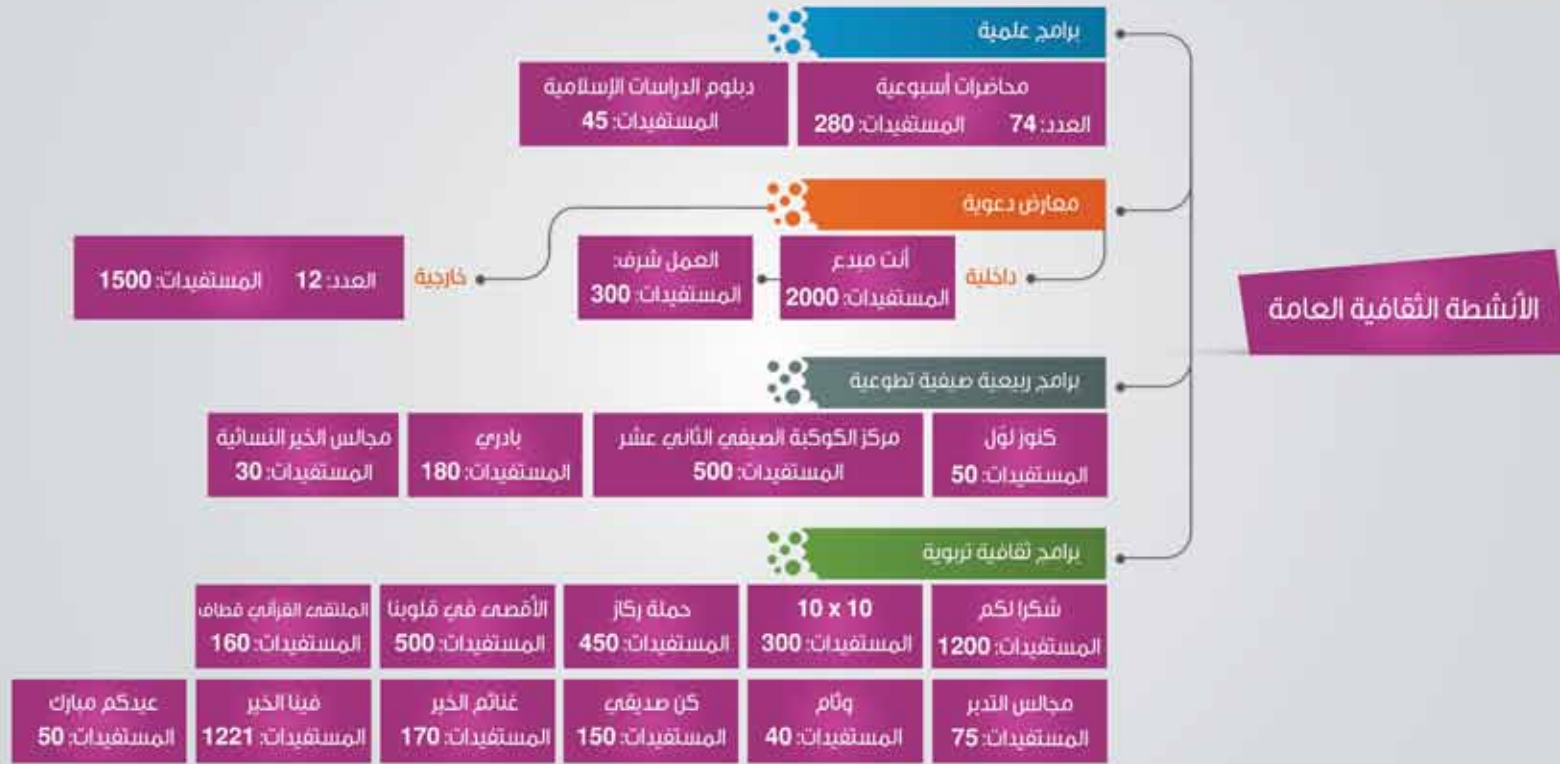 الأنشطة الثقافية العامة
برامج علمية
محاضرات أسبوعية
العدد: 74 المستفيدات: 280
دبلوم الدراسات الإسلامية
المستفيدات: 45
معارض دعوية
داخلية
أنت مبدع
المستفيدات: 2000
العمل شرف:
المستفيدات: 300
خارجية
العدد: 12 المستفيدات: 1500
برامج ربيعية صيفية تطوعية
كنوز لوّل
المستفيدات: 50
مركز الكوكبة الصيفي الثاني عشر
المستفيدات: 500
بادري
المستفيدات: 180
مجالس الخير النسائية
المستفيدات: 30
برامج ثقافية تربوية
شكرا لكم
المستفيدات: 1200
10 x 10
المستفيدات: 300
حملة ركاز
المستفيدات: 450
الأقصى في قلوبنا
المستفيدات: 500
الملتقى القرآني قطاف
المستفيدات: 160
مجالس التدبر
المستفيدات: 75
وئام
المستفيدات: 40
كن صديقي
المستفيدات: 150
غنائم الخير
المستفيدات: 170
فينا الخير
المستفيدات: 1221
عيدكم مبارك
المستفيدات: 50